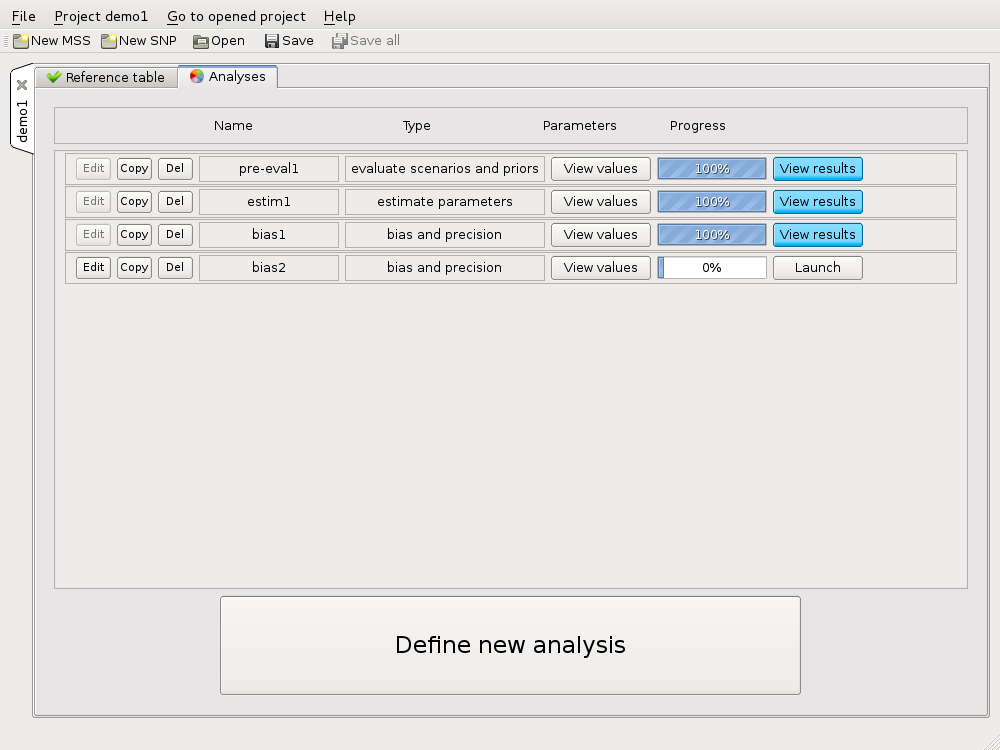 File Project demo1 Go to opened project Help
New MSS New SNP Open Save Save all
demo1
Reference table Analyses
Name Type Parameters Progress
Edit Copy Del pre-eval1 evaluate scenarios and priors View values 100% View results
Edit Copy Del estim1 estimate parameters View values 100% View results
Edit Copy Del bias1 bias and precision View values 100% View results
Edit Copy Del bias2 bias and precision View values 0% Launch
Define new analysis